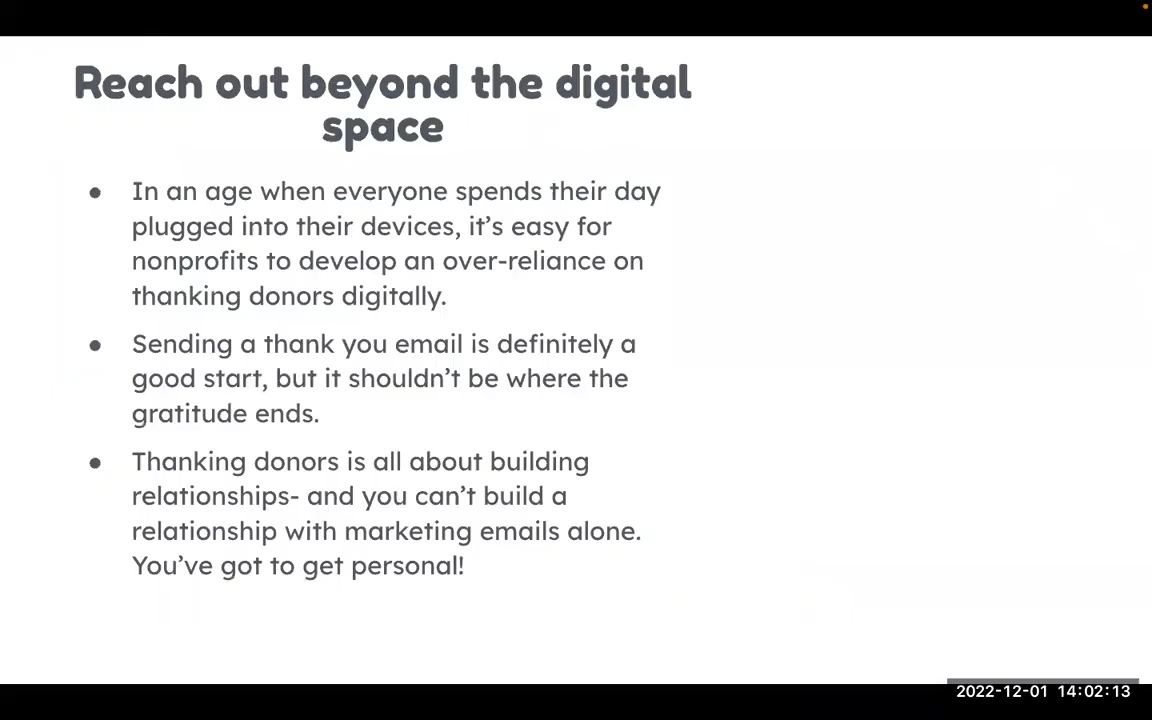 Reach out beyond the digital
space
● In an age when everyone spends their day
plugged into their devices, it’s easy for
nonprofits to develop an over-reliance on
thanking donors digitally.
● Sending a thank you email is definitely a
good start, but it shouldn’t be where the
gratitude ends.
● Thanking donors is all about building
relationships- and you can’t build a
relationship with marketing emails alone.
You’ve got to get personal!
2022-12-01 14:02:13